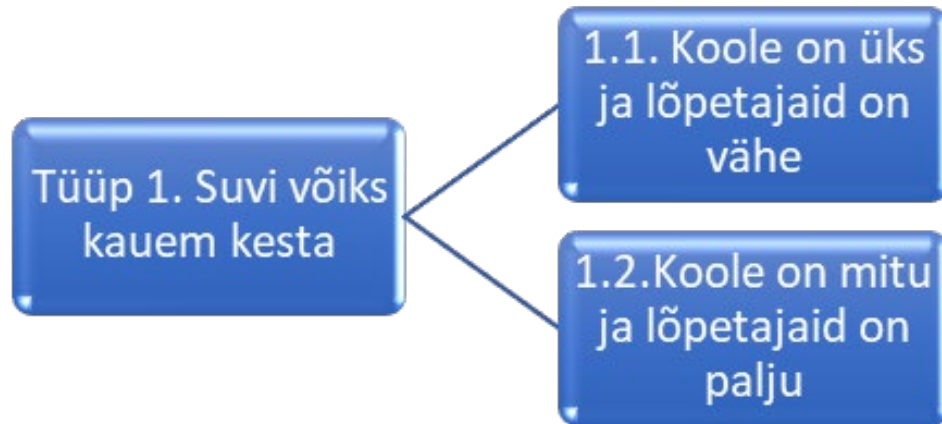 Tüüp 1. Suvi võiks
kauem kesta
1.1. Koole on üks
ja lõpetajaid on
vähe
1.2.Koole on mitu
ja lõpetajaid on
palju